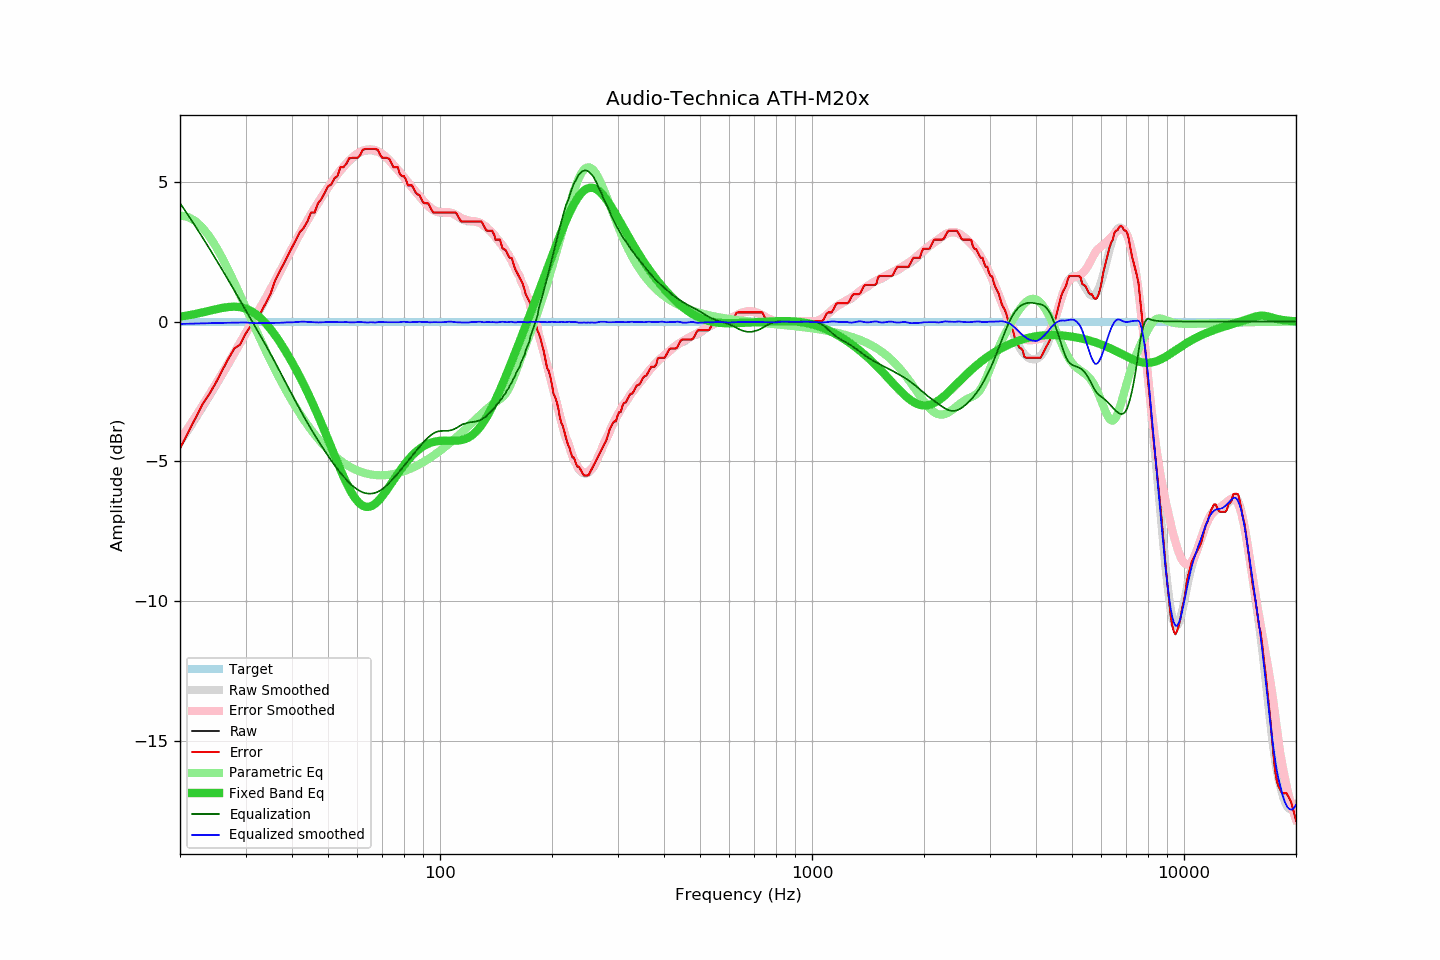 Audio-Technica ATH-M20x
5
0
−5
−10
−15
Amplitude (dBr)
Target
Raw Smoothed
Error Smoothed
Raw
Error
Parametric Eq
Fixed Band Eq
Equalization
Equalized smoothed
100
1000
10000
Frequency (Hz)